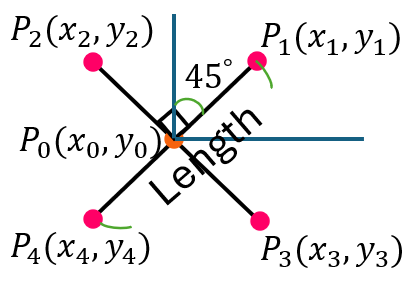 P₂(x₂, y₂)
P₁(x₁, y₁)
45°
P₀(x₀, y₀)
Length
P₄(x₄, y₄)
P₃(x₃, y₃)